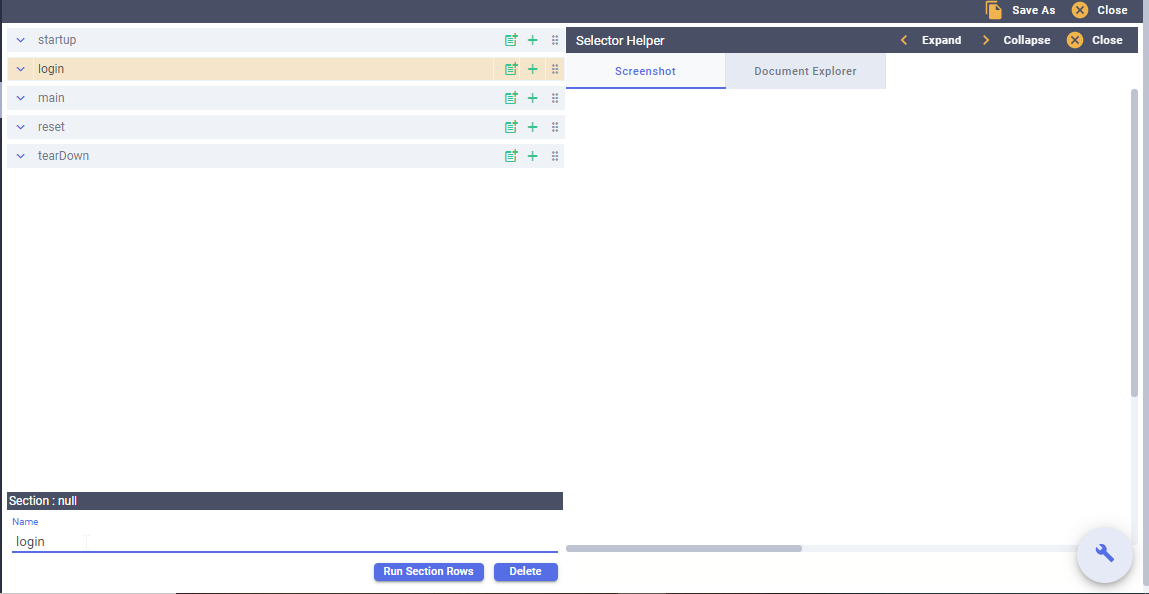 Save As
Close
startup
login
main
reset
tearDown
Selector Helper
Expand
Collapse
Close
Screenshot
Document Explorer
Section : null
Name
login
Run Section Rows
Delete